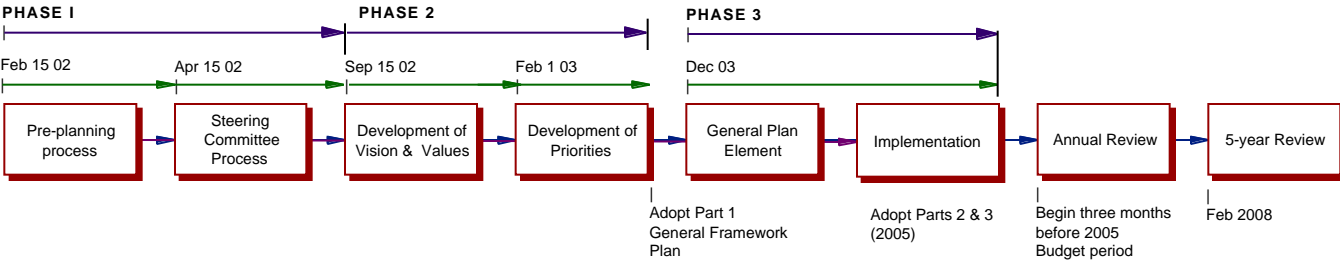 PHASE I
PHASE 2
PHASE 3
Feb 15 02
Apr 15 02
Sep 15 02
Feb 1 03
Dec 03
Pre-planning
process
Steering
Committee
Process
Development of
Vision & Values
Development of
Priorities
General Plan
Element
Implementation
Annual Review
5-year Review
Adopt Part 1
General Framework
Plan
Adopt Parts 2 & 3
(2005)
Begin three months
before 2005
Budget period
Feb 2008